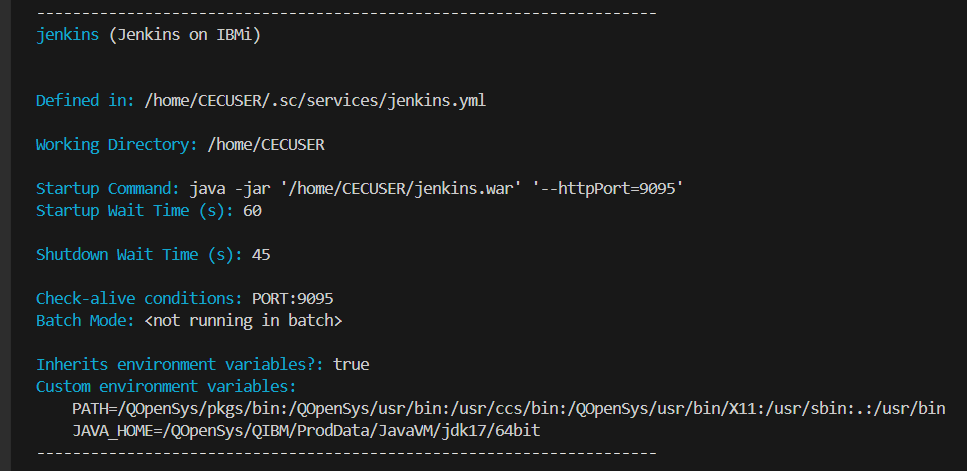 ---------------------------------------------------------------------
jenkins (Jenkins on IBMi)
Defined in: /home/CECUSER/.sc/services/jenkins.yml
Working Directory: /home/CECUSER
Startup Command: java -jar '/home/CECUSER/jenkins.war' '--httpPort=9095'
Startup Wait Time (s): 60
Shutdown Wait Time (s): 45
Check-alive conditions: PORT:9095
Batch Mode: <not running in batch>
Inherits environment variables?: true
Custom environment variables:
PATH=/QOpenSys/pkgs/bin:/QOpenSys/usr/bin:/usr/ccs/bin:/QOpenSys/usr/bin/X11:/usr/sbin:.:/usr/bin
JAVA_HOME=/QOpenSys/QIBM/ProdData/JavaVM/jdk17/64bit
---------------------------------------------------------------------